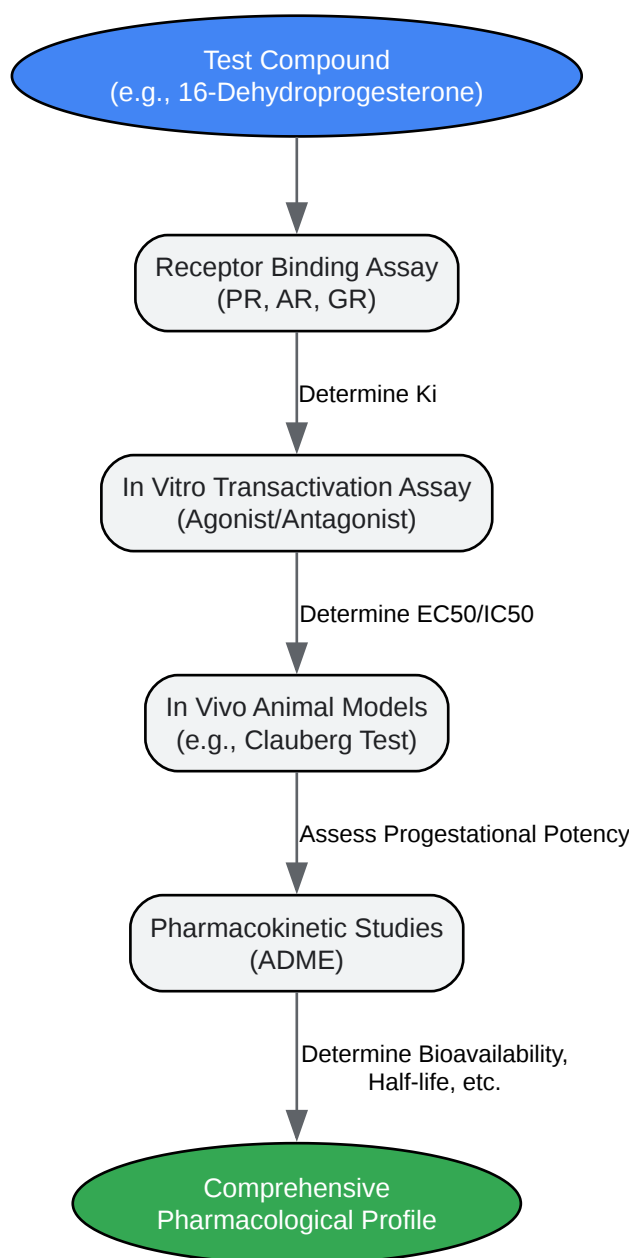 Test Compound
(e.g., 16-Dehydroprogesterone)
Receptor Binding Assay
(PR, AR, GR)
Determine Ki
In Vitro Transactivation Assay
(Agonist/Antagonist)
Determine EC50/IC50
In Vivo Animal Models
(e.g., Clauberg Test)
Assess Progestational Potency
Pharmacokinetic Studies
(ADME)
Determine Bioavailability,
Half-life, etc.
Comprehensive
Pharmacological Profile